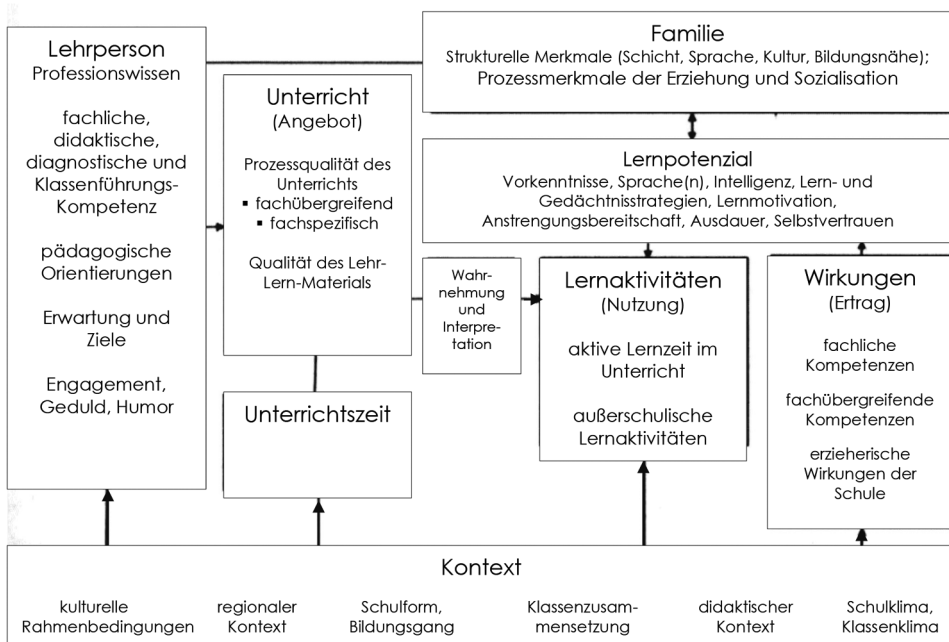 Lehrperson
Professionswissen
fachliche,
didaktische,
diagnostische und
Klassenführungs-
Kompetenz
pädagogische
Orientierungen
Erwartung und
Ziele
Engagement,
Geduld, Humor
Familie
Strukturelle Merkmale (Schicht, Sprache, Kultur, Bildungsnähe);
Prozessmerkmale der Erziehung und Sozialisation
Unterricht
(Angebot)
Prozessqualität des
Unterrichts
▪ fachübergreifend
▪ fachspezifisch
Qualität des Lehr-
Lern-Materials
Lernpotenzial
Vorkenntnisse, Sprache(n), Intelligenz, Lern- und
Gedächtnisstrategien, Lernmotivation,
Anstrengungsbereitschaft, Ausdauer, Selbstvertrauen
Wahr-
nehmung
und
Interpre-
tation
Lernaktivitäten
(Nutzung)
aktive Lernzeit im
Unterricht
außerschulische
Lernaktivitäten
Wirkungen
(Ertrag)
fachliche
Kompetenzen
fachübergreifende
Kompetenzen
erzieherische
Wirkungen der
Schule
Unterrichtszeit
Kontext
kulturelle
Rahmenbedingungen
regionaler
Kontext
Schulform,
Bildungsgang
Klassenzusam-
mensetzung
didaktischer
Kontext
Schulklima,
Klassenklima